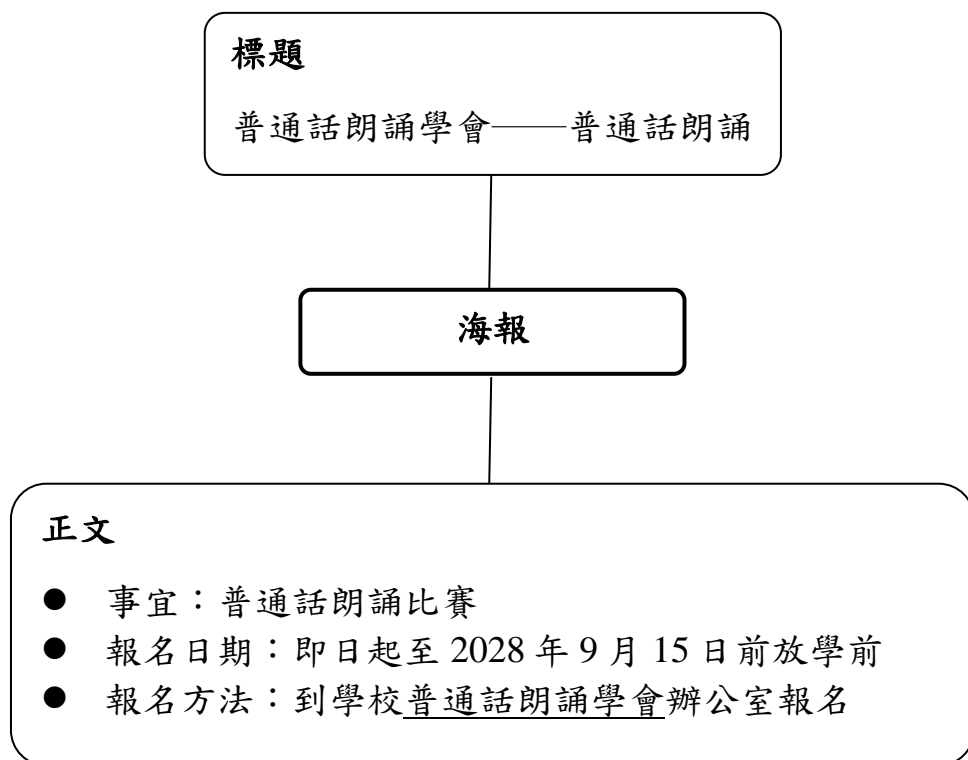 標題
普通話朗誦學會——普通話朗誦
海報
正文
● 事宜：普通話朗誦比賽
● 報名日期：即日起至 2028 年 9 月 15 日前放學前
● 報名方法：到學校普通話朗誦學會辦公室報名